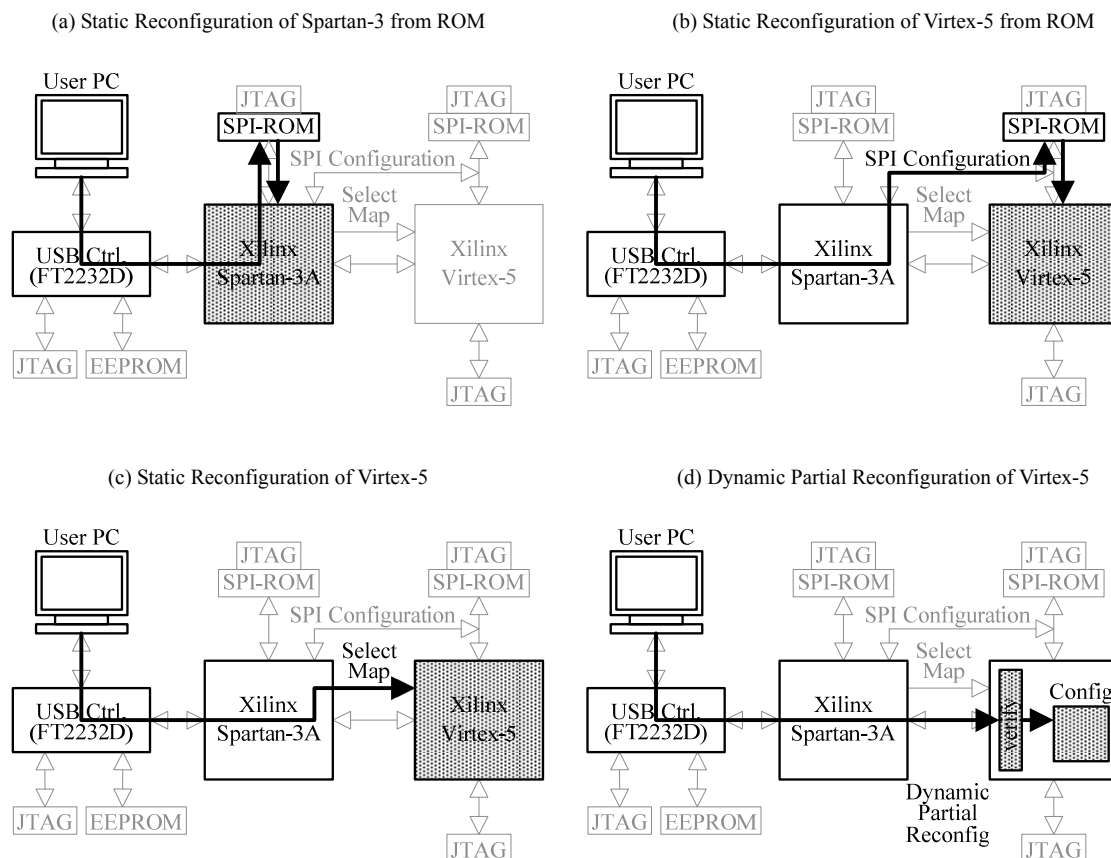 (a) Static Reconfiguration of Spartan-3 from ROM
User PC
JTAG
SPI-ROM
JTAG
SPI-ROM
SPI Configuration
Select
Map
USB Ctrl.
(FT2232D)
Xilinx
Spartan-3A
Xilinx
Virtex-5
JTAG
EEPROM
JTAG
(b) Static Reconfiguration of Virtex-5 from ROM
User PC
JTAG
SPI-ROM
JTAG
SPI-ROM
SPI Configuration
Select
Map
USB Ctrl.
(FT2232D)
Xilinx
Spartan-3A
Xilinx
Virtex-5
JTAG
EEPROM
JTAG
(c) Static Reconfiguration of Virtex-5
User PC
JTAG
SPI-ROM
JTAG
SPI-ROM
SPI Configuration
Select
Map
USB Ctrl.
(FT2232D)
Xilinx
Spartan-3A
Xilinx
Virtex-5
JTAG
EEPROM
JTAG
(d) Dynamic Partial Reconfiguration of Virtex-5
User PC
JTAG
SPI-ROM
JTAG
SPI-ROM
SPI Configuration
Select
Map
USB Ctrl.
(FT2232D)
Xilinx
Spartan-3A
verify
Config
Dynamic
Partial
Reconfig
JTAG
EEPROM
JTAG